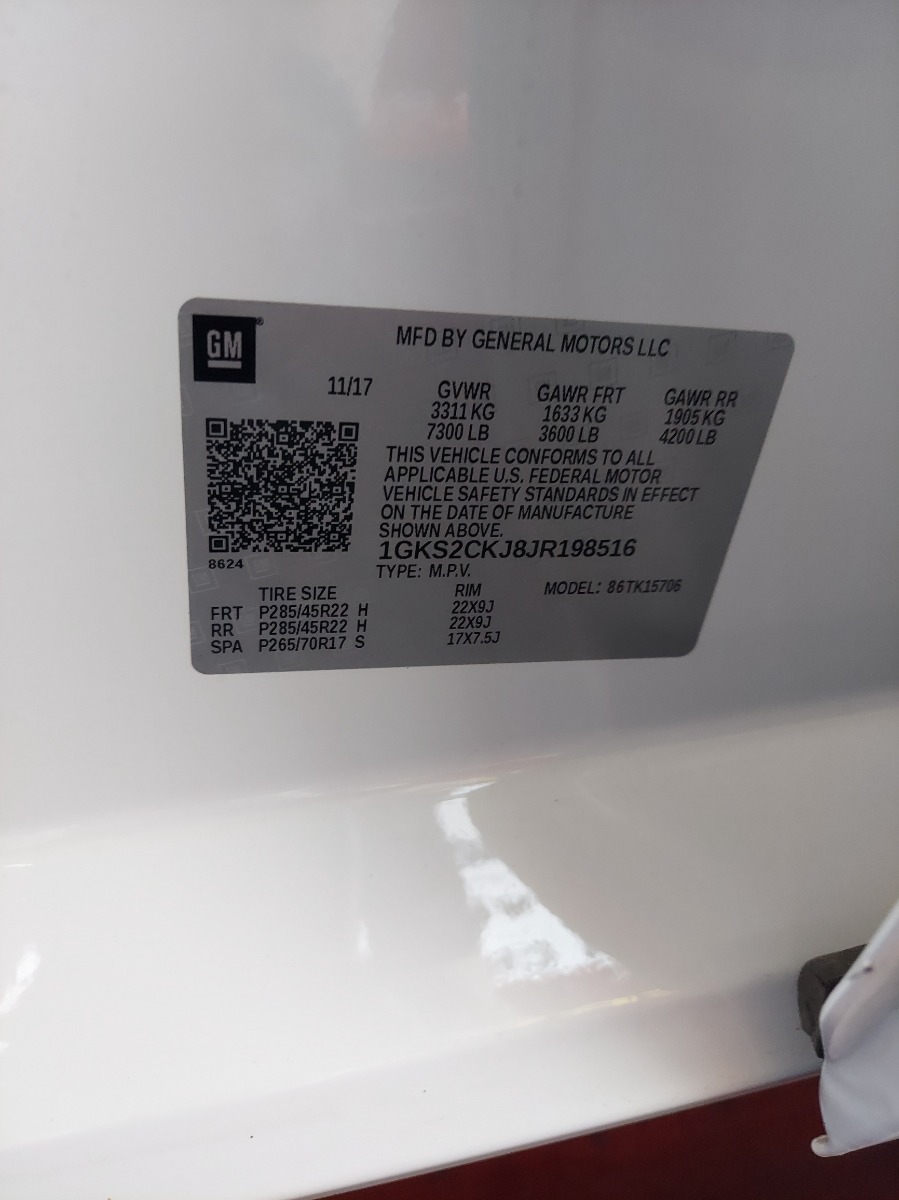 GM®
MFD BY GENERAL MOTORS LLC
11/17 GVWR GAWR FRT GAWR RR
3311 KG 1633 KG 1905 KG
7300 LB 3600 LB 4200 LB
THIS VEHICLE CONFORMS TO ALL
APPLICABLE U.S. FEDERAL MOTOR
VEHICLE SAFETY STANDARDS IN EFFECT
ON THE DATE OF MANUFACTURE
SHOWN ABOVE.
1GKS2CKJ8JR198516
8624
TYPE: M.P.V. MODEL: 86TK15706
TIRE SIZE RIM
FRT P285/45R22 H 22X9J
RR P285/45R22 H 22X9J
SPA P265/70R17 S 17X7.5J